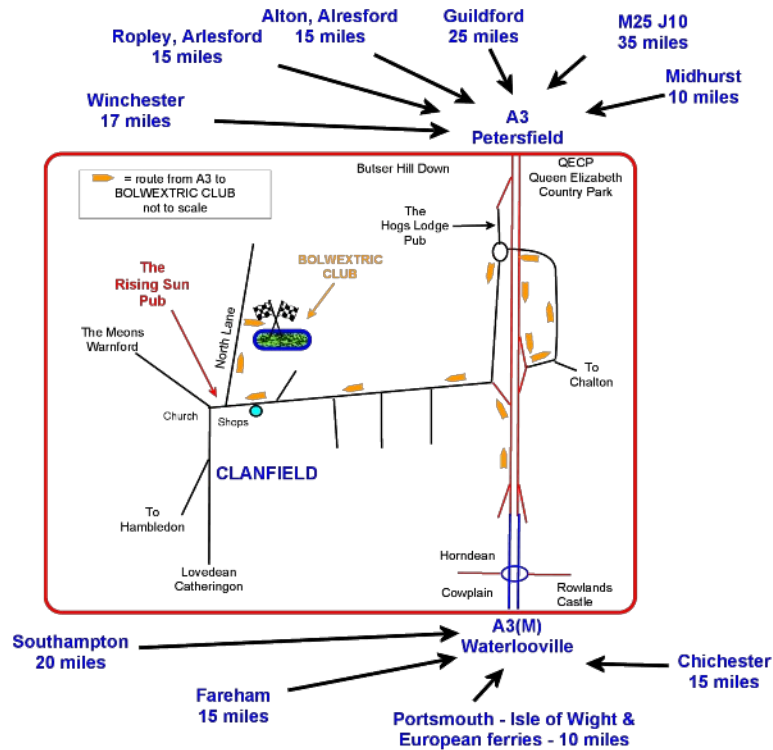 Alton, Alresford
15 miles
Guildford
25 miles
M25 J10
35 miles
Ropley, Arlesford
15 miles
Midhurst
10 miles
Winchester
17 miles
A3
Petersfield
Butser Hill Down
QECP
Queen Elizabeth
Country Park
= route from A3 to
BOLWEXTRIC CLUB
not to scale
The
Hogs Lodge
Pub
The
Rising Sun
Pub
BOLWEXTRIC
CLUB
North Lane
The Meons
Warnford
To
Chalton
Church
Shops
CLANFIELD
To
Hambledon
Lovedean
Catheringon
Horndean
Cowplain
Rowlands
Castle
A3(M)
Waterlooville
Southampton
20 miles
Fareham
15 miles
Chichester
15 miles
Portsmouth - Isle of Wight &
European ferries - 10 miles